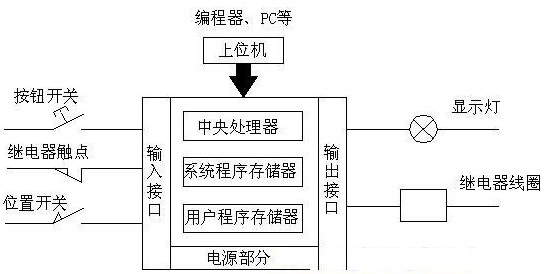 编程器、PC等
上位机
按钮开关
继电器触点
位置开关
输入接口
中央处理器
系统程序存储器
用户程序存储器
电源部分
输出接口
显示灯
继电器线圈